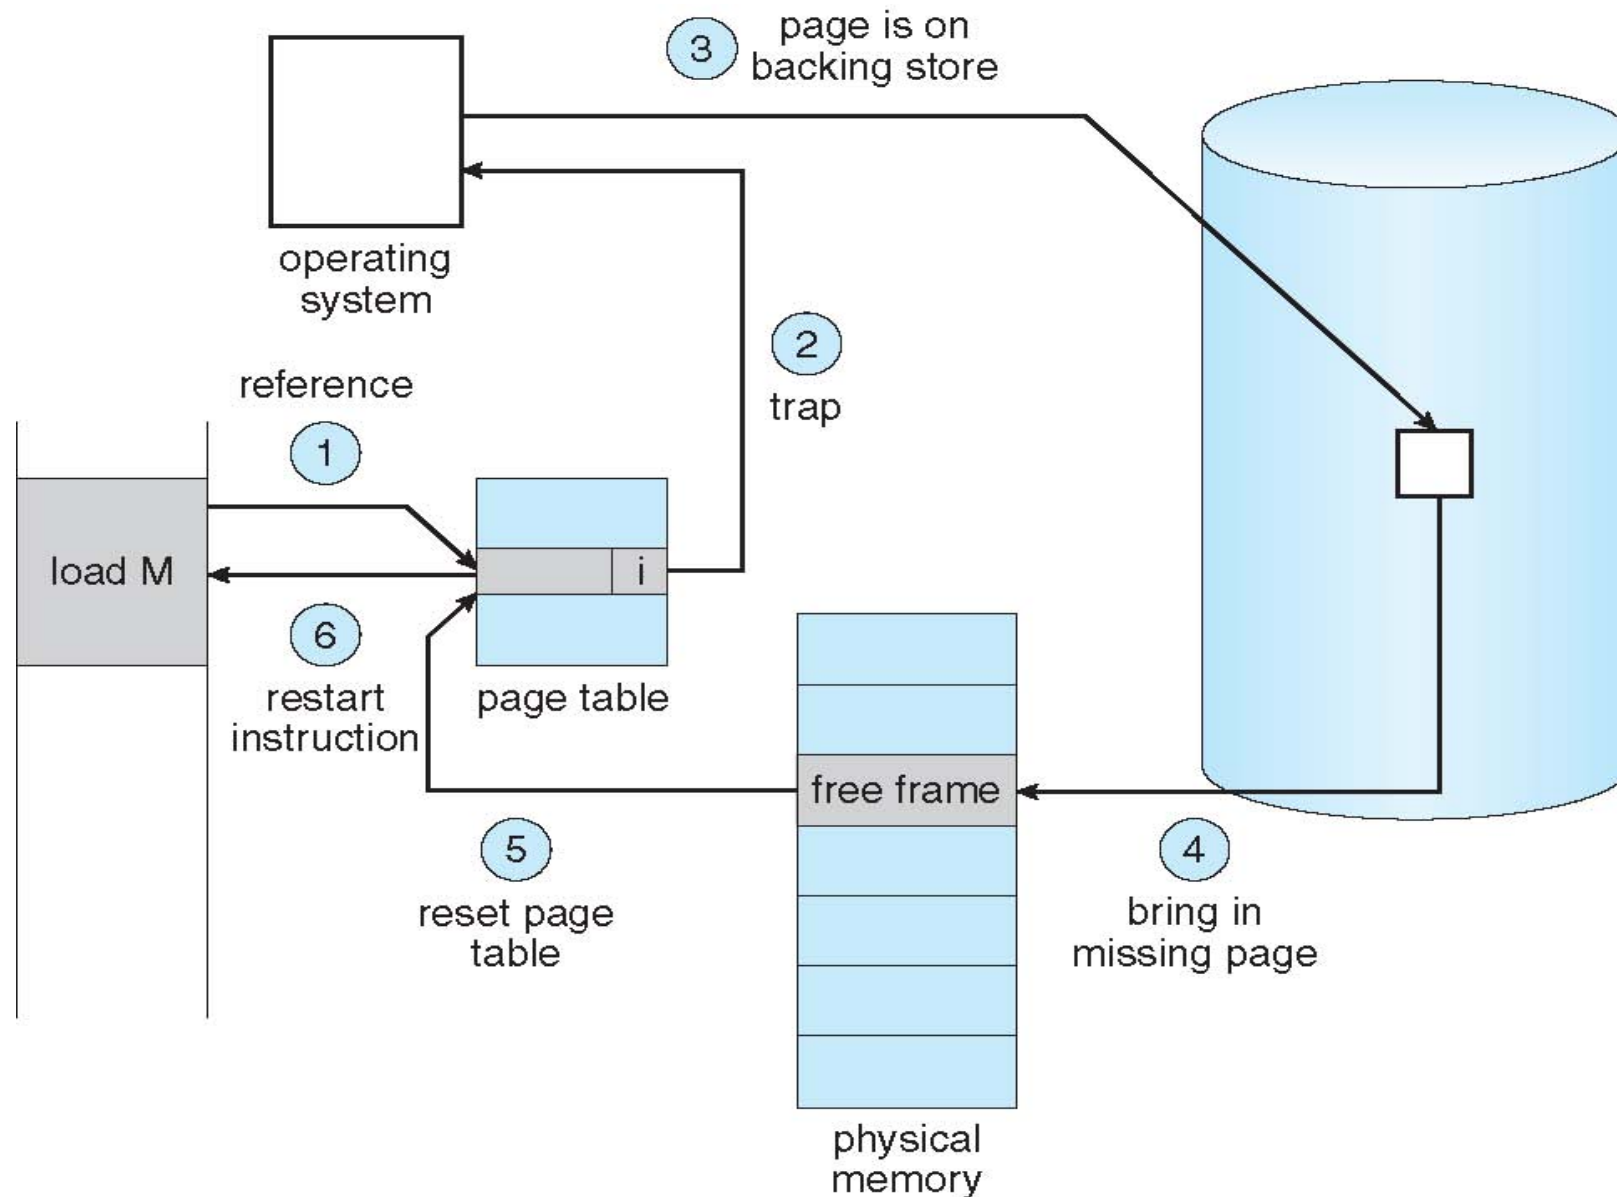 3
page is on
backing store
operating
system
2
trap
reference
1
load M
i
6
restart
instruction
page table
free frame
5
reset page
table
4
bring in
missing page
physical
memory